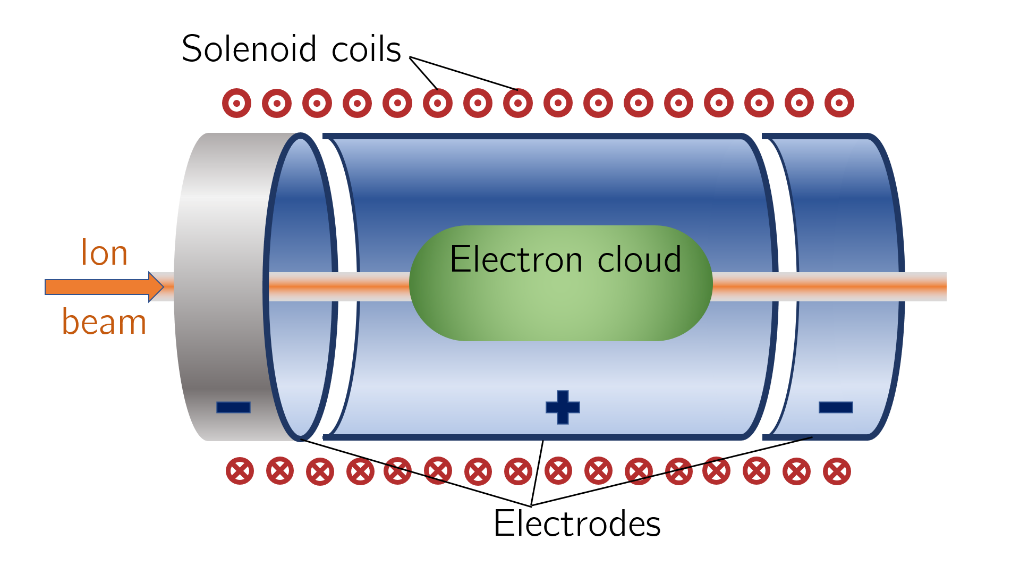 Solenoid coils
Ion
beam
Electron cloud
Electrodes